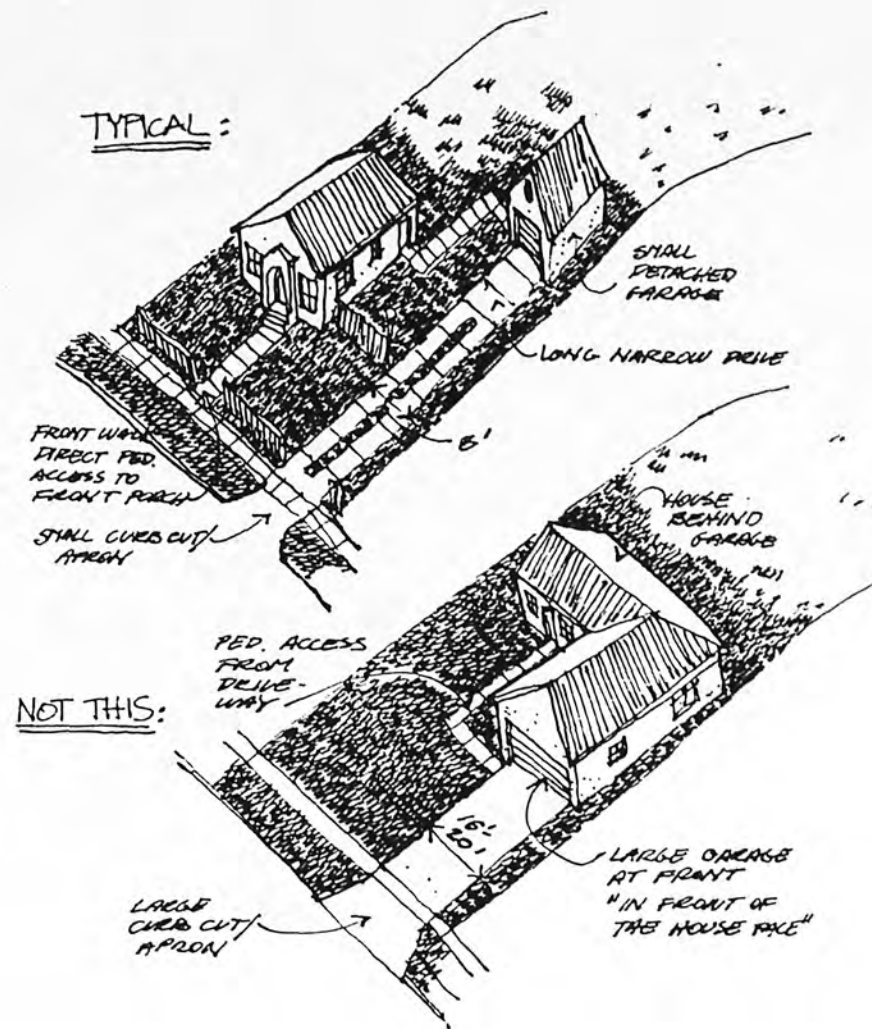 TYPICAL:
SMALL
DETACHED
GARAGE
LONG NARROW DRIVE
8'
FRONT WALK
DIRECT PED.
ACCESS TO
FRONT PORCH
SMALL CURB CUT/
APRON
HOUSE
BEHIND
GARAGE
PED. ACCESS
FROM
DRIVE-
WAY
NOT THIS:
16'-
20'
LARGE GARAGE
AT FRONT
"IN FRONT OF
THE HOUSE FACE"
LARGE
CURB CUT/
APRON